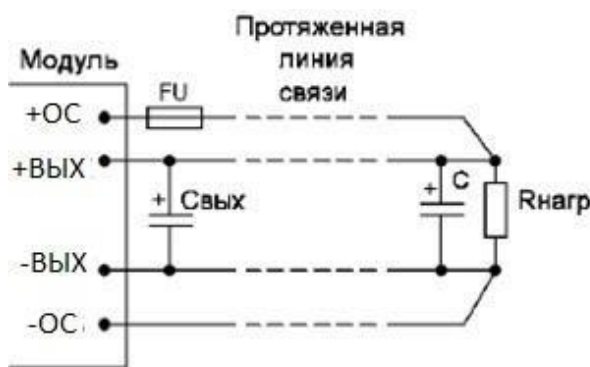 Протяженная
линия
связи
Модуль
FU
+ОС
+ВЫХ
+ Свых
+ С
Rнагр
-ВЫХ
-ОС